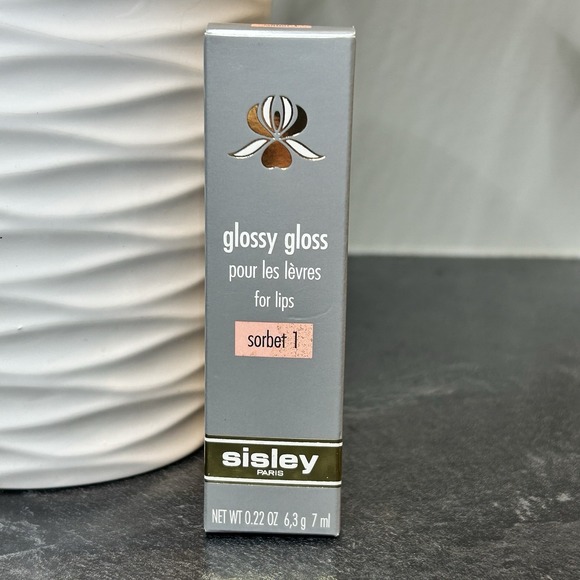 glossy gloss
pour les lèvres
for lips
sorbet 1
sisley
PARIS
NET WT 0.22 OZ 6,3 g 7 ml